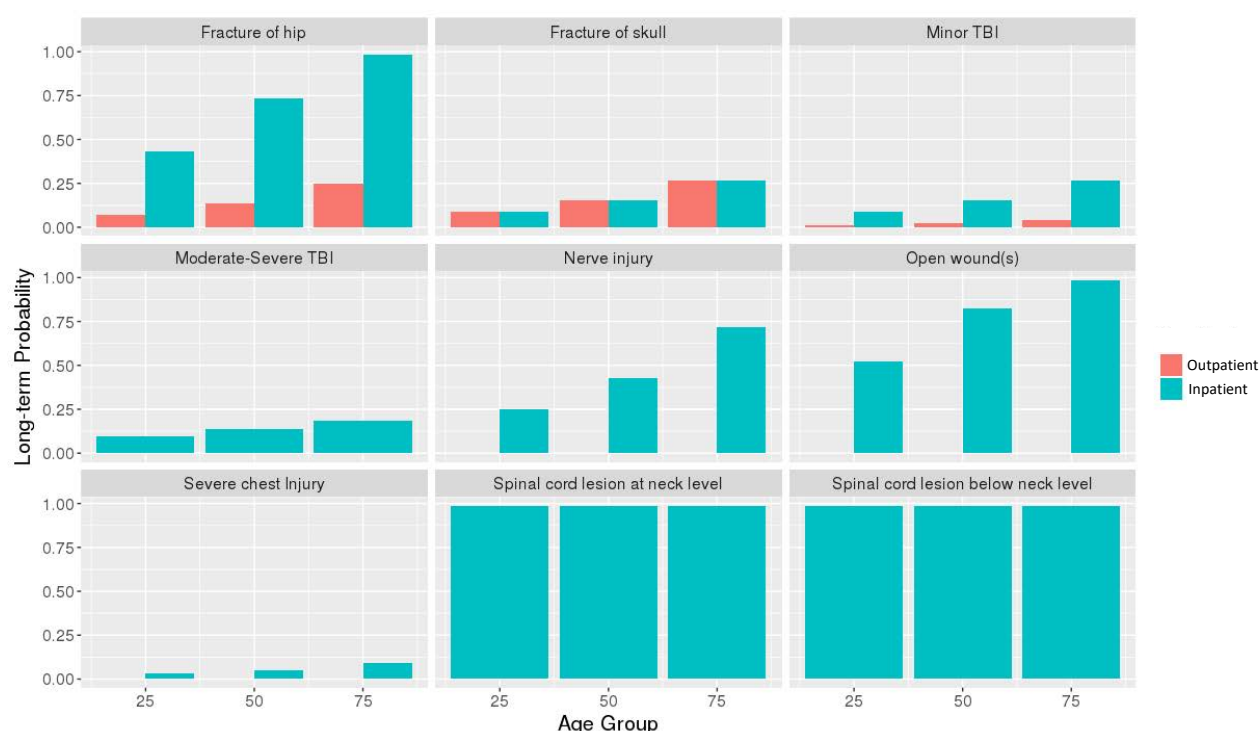 Fracture of hip
Fracture of skull
Minor TBI
1.00
0.75
0.50
0.25
0.00
Moderate-Severe TBI
Nerve injury
Open wound(s)
1.00
0.75
0.50
0.25
0.00
Severe chest Injury
Spinal cord lesion at neck level
Spinal cord lesion below neck level
1.00
0.75
0.50
0.25
0.00
25 50 75
25 50 75
25 50 75
Long-term Probability
Age Group
Outpatient
Inpatient